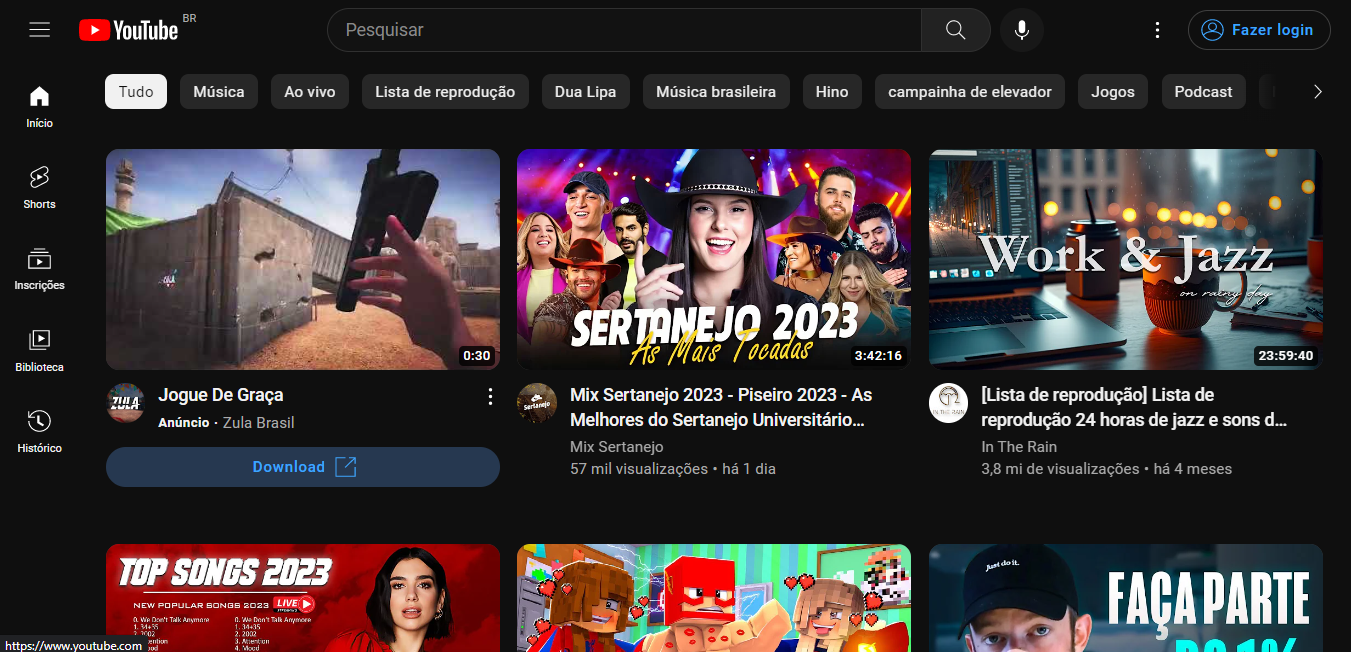 YouTube BR
Pesquisar
Fazer login
Tudo
Música
Ao vivo
Lista de reprodução
Dua Lipa
Música brasileira
Hino
campainha de elevador
Jogos
Podcast
Início
Shorts
Inscrições
Biblioteca
Histórico
0:30
ZULA
Jogue De Graça
Anúncio · Zula Brasil
Download
SERTANEJO 2023
As Mais Tocadas
3:42:16
Sertanejo
Mix Sertanejo 2023 - Piseiro 2023 - As
Melhores do Sertanejo Universitário...
Mix Sertanejo
57 mil visualizações • há 1 dia
Work & Jazz
on rainy day
23:59:40
IN THE RAIN
[Lista de reprodução] Lista de
reprodução 24 horas de jazz e sons d...
In The Rain
3,8 mi de visualizações • há 4 meses
TOP SONGS 2023
NEW POPULAR SONGS 2023 LIVE
0. We Don't Talk Anymore
1. 34+35
2. 2002
0. We Don't Talk Anymore
1. 34+35
2. 2002
3. Attention
4. Mood
Just do it.
FAÇA PARTE
DO 1%
https://www.youtube.com